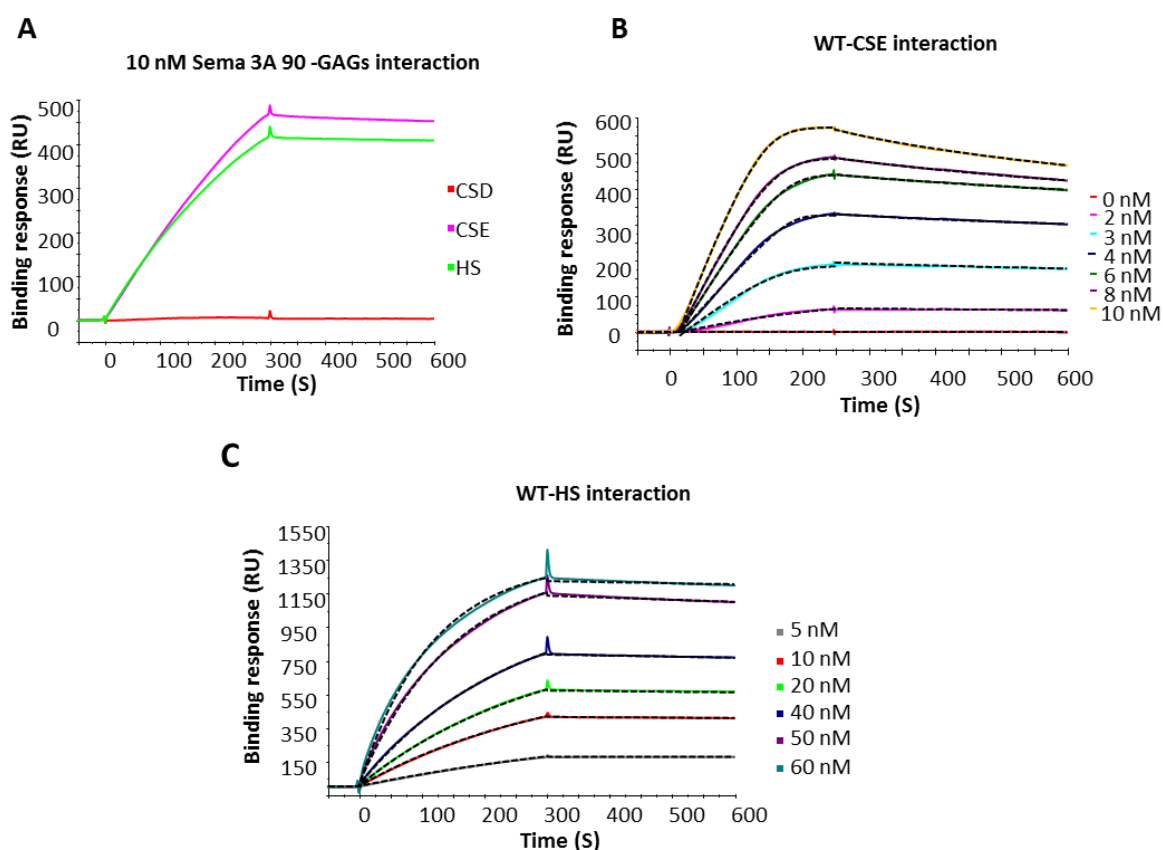 A
10 nM Sema 3A 90 -GAGs interaction
Binding response (RU)
500
400
300
200
100
0
0 100 200 300 400 500 600
Time (S)
CSD
CSE
HS
B
WT-CSE interaction
Binding response (RU)
600
500
400
300
200
100
0
0 100 200 300 400 500 600
Time (S)
0 nM
2 nM
3 nM
4 nM
6 nM
8 nM
10 nM
C
WT-HS interaction
Binding response (RU)
1550
1350
1150
950
750
550
350
150
0 100 200 300 400 500 600
Time (S)
5 nM
10 nM
20 nM
40 nM
50 nM
60 nM